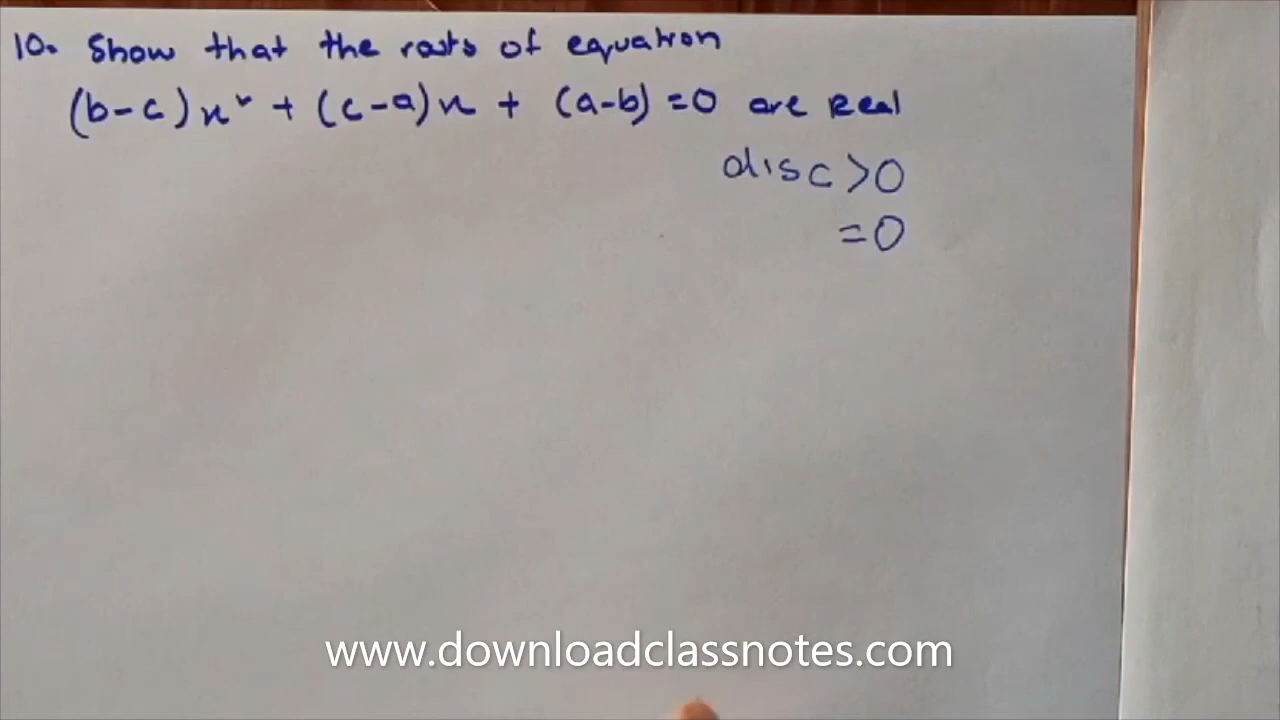 10. Show that the roots of equation
(b-c)x² + (c-a)x + (a-b) = 0 are Real
disc > 0
= 0
www.downloadclassnotes.com